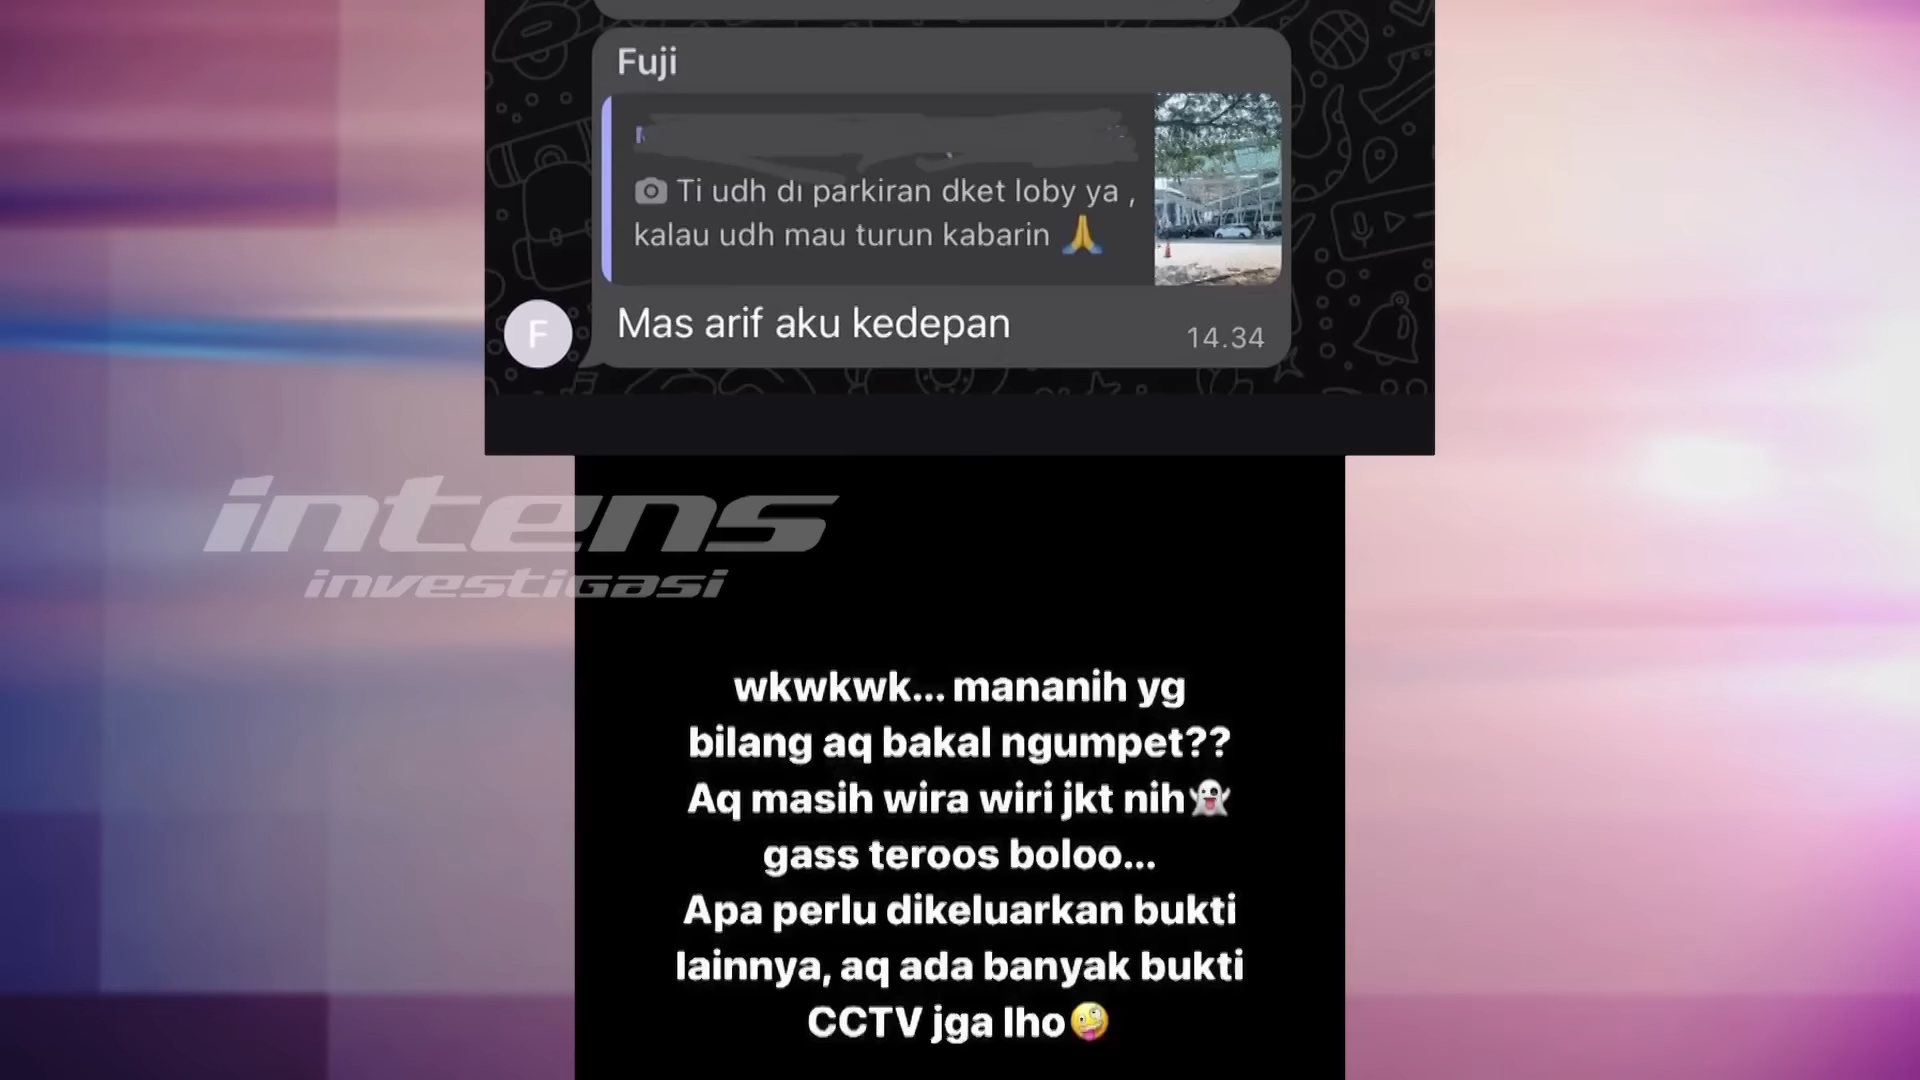 Fuji
Ti udh di parkiran dket loby ya ,
kalau udh mau turun kabarin 🙏
Mas arif aku kedepan
14.34
F
intens
investigasi
wkwkwk... mananih yg
bilang aq bakal ngumpet??
Aq masih wira wiri jkt nih👻
gass teroos boloo...
Apa perlu dikeluarkan bukti
lainnya, aq ada banyak bukti
CCTV jga lho🤪